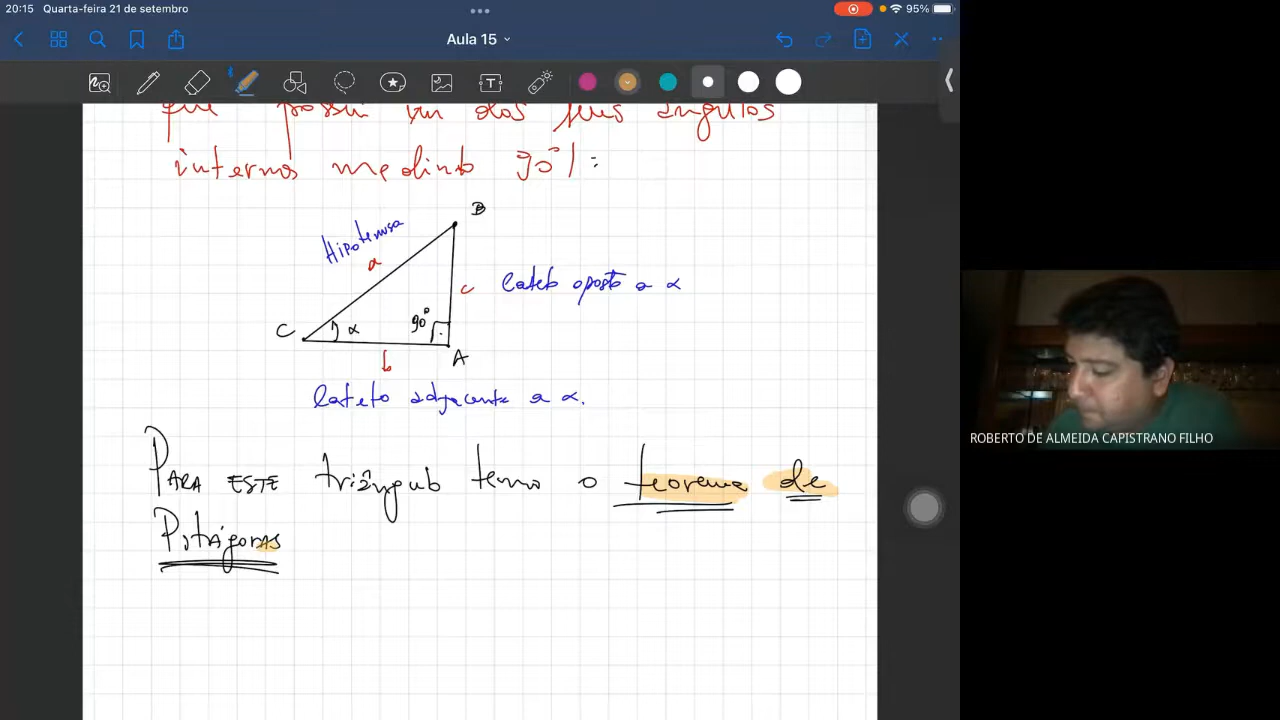 20:15 Quarta-feira 21 de setembro
95%
Aula 15
que possui um dos seus ângulos
internos medindo 90°):
B
Hipotenusa
a
c
cateto oposto a α
C
α
90°
A
b
cateto adjacente a α.
PARA ESTE triângulo temos o teorema de
Pitágoras
ROBERTO DE ALMEIDA CAPISTRANO FILHO